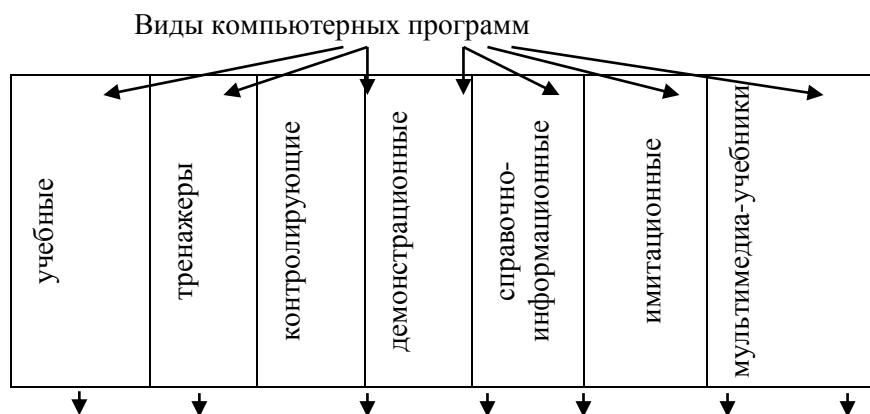 Виды компьютерных программ
учебные
тренажеры
контролирующие
демонстрационные
справочно-
информационные
имитационные
мультимедиа-учебники